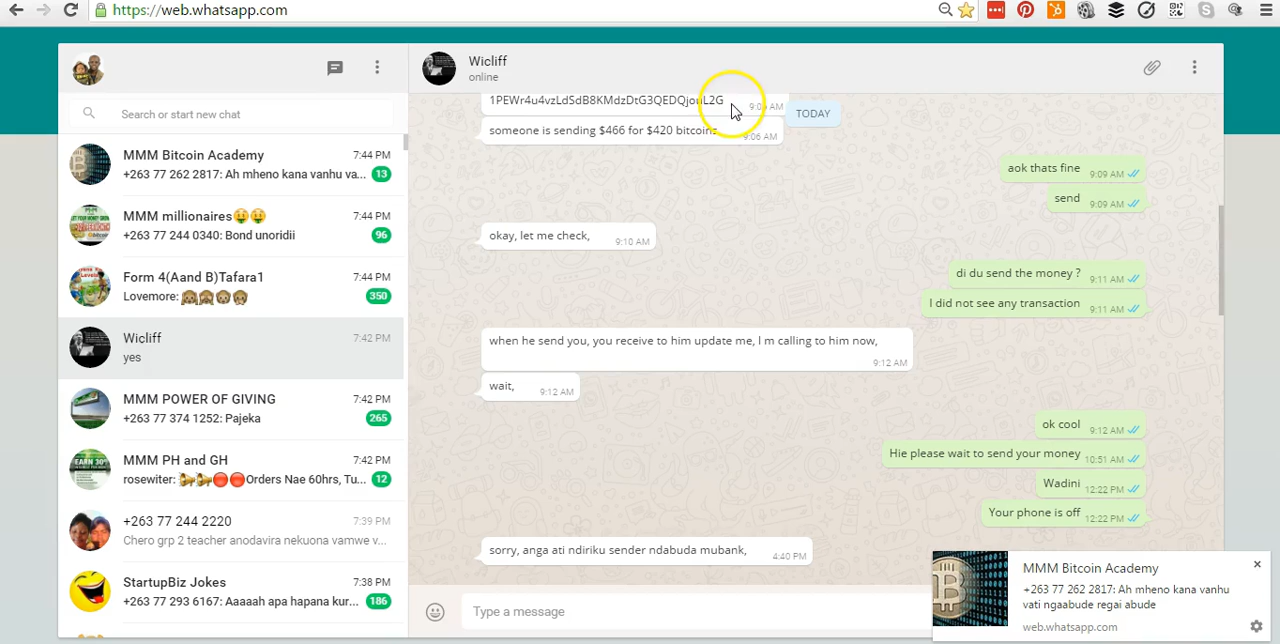 https://web.whatsapp.com
Search or start new chat
MMM Bitcoin Academy 7:44 PM
+263 77 262 2817: Ah mheno kana vanhu va... 13
MMM millionaires🤑🤑 7:44 PM
+263 77 244 0340: Bond unoridii 96
Form 4(Aand B)Tafara1 7:44 PM
Lovemore: 🙈🙈🙉🙉 350
Wicliff 7:42 PM
yes
MMM POWER OF GIVING 7:42 PM
+263 77 374 1252: Pajeka 265
MMM PH and GH 7:42 PM
rosewiter: 📯📯🔴🔴Orders Nae 60hrs, Tu... 12
+263 77 244 2220 7:39 PM
Chero grp 2 teacher anodavira nekuona vamwe v...
StartupBiz Jokes 7:38 PM
+263 77 293 6167: Aaaaah apa hapana kur... 186
Wicliff
online
1PEWr4u4vzLdSdB8KMdzDtG3QEDQjouL2G 9:06 AM
TODAY
someone is sending $466 for $420 bitcoins 9:06 AM
aok thats fine 9:09 AM
send 9:09 AM
okay, let me check, 9:10 AM
di du send the money ? 9:11 AM
I did not see any transaction 9:11 AM
when he send you, you receive to him update me, I m calling to him now, 9:12 AM
wait, 9:12 AM
ok cool 9:12 AM
Hie please wait to send your money 10:51 AM
Wadini 12:22 PM
Your phone is off 12:22 PM
sorry, anga ati ndiriku sender ndabuda mubank, 4:40 PM
Type a message
MMM Bitcoin Academy
+263 77 262 2817: Ah mheno kana vanhu
vati ngaabude regai abude
web.whatsapp.com